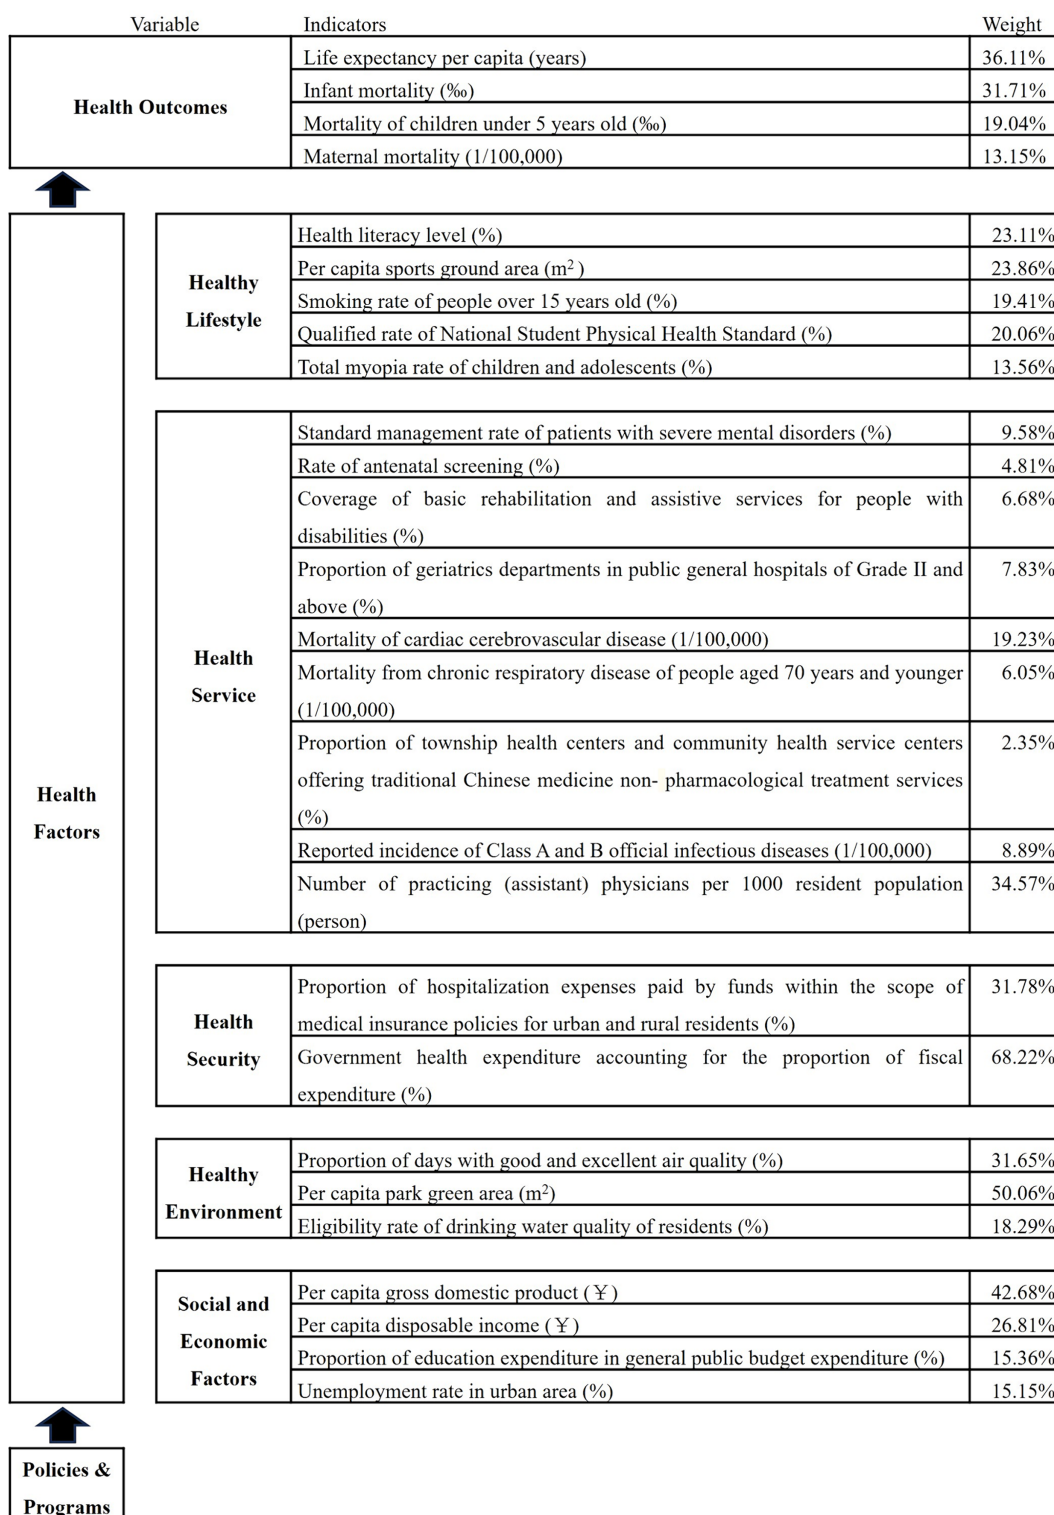 Variable Indicators Weight
Health Outcomes
Life expectancy per capita (years) 36.11%
Infant mortality (‰) 31.71%
Mortality of children under 5 years old (‰) 19.04%
Maternal mortality (1/100,000) 13.15%
Health
Factors
Healthy
Lifestyle
Health literacy level (%) 23.11%
Per capita sports ground area (m²) 23.86%
Smoking rate of people over 15 years old (%) 19.41%
Qualified rate of National Student Physical Health Standard (%) 20.06%
Total myopia rate of children and adolescents (%) 13.56%
Health
Service
Standard management rate of patients with severe mental disorders (%) 9.58%
Rate of antenatal screening (%) 4.81%
Coverage of basic rehabilitation and assistive services for people with 6.68%
disabilities (%)
Proportion of geriatrics departments in public general hospitals of Grade II and 7.83%
above (%)
Mortality of cardiac cerebrovascular disease (1/100,000) 19.23%
Mortality from chronic respiratory disease of people aged 70 years and younger 6.05%
(1/100,000)
Proportion of township health centers and community health service centers 2.35%
offering traditional Chinese medicine non- pharmacological treatment services
(%)
Reported incidence of Class A and B official infectious diseases (1/100,000) 8.89%
Number of practicing (assistant) physicians per 1000 resident population 34.57%
(person)
Health
Security
Proportion of hospitalization expenses paid by funds within the scope of 31.78%
medical insurance policies for urban and rural residents (%)
Government health expenditure accounting for the proportion of fiscal 68.22%
expenditure (%)
Healthy
Environment
Proportion of days with good and excellent air quality (%) 31.65%
Per capita park green area (m²) 50.06%
Eligibility rate of drinking water quality of residents (%) 18.29%
Social and
Economic
Factors
Per capita gross domestic product (￥) 42.68%
Per capita disposable income (￥) 26.81%
Proportion of education expenditure in general public budget expenditure (%) 15.36%
Unemployment rate in urban area (%) 15.15%
Policies &
Programs